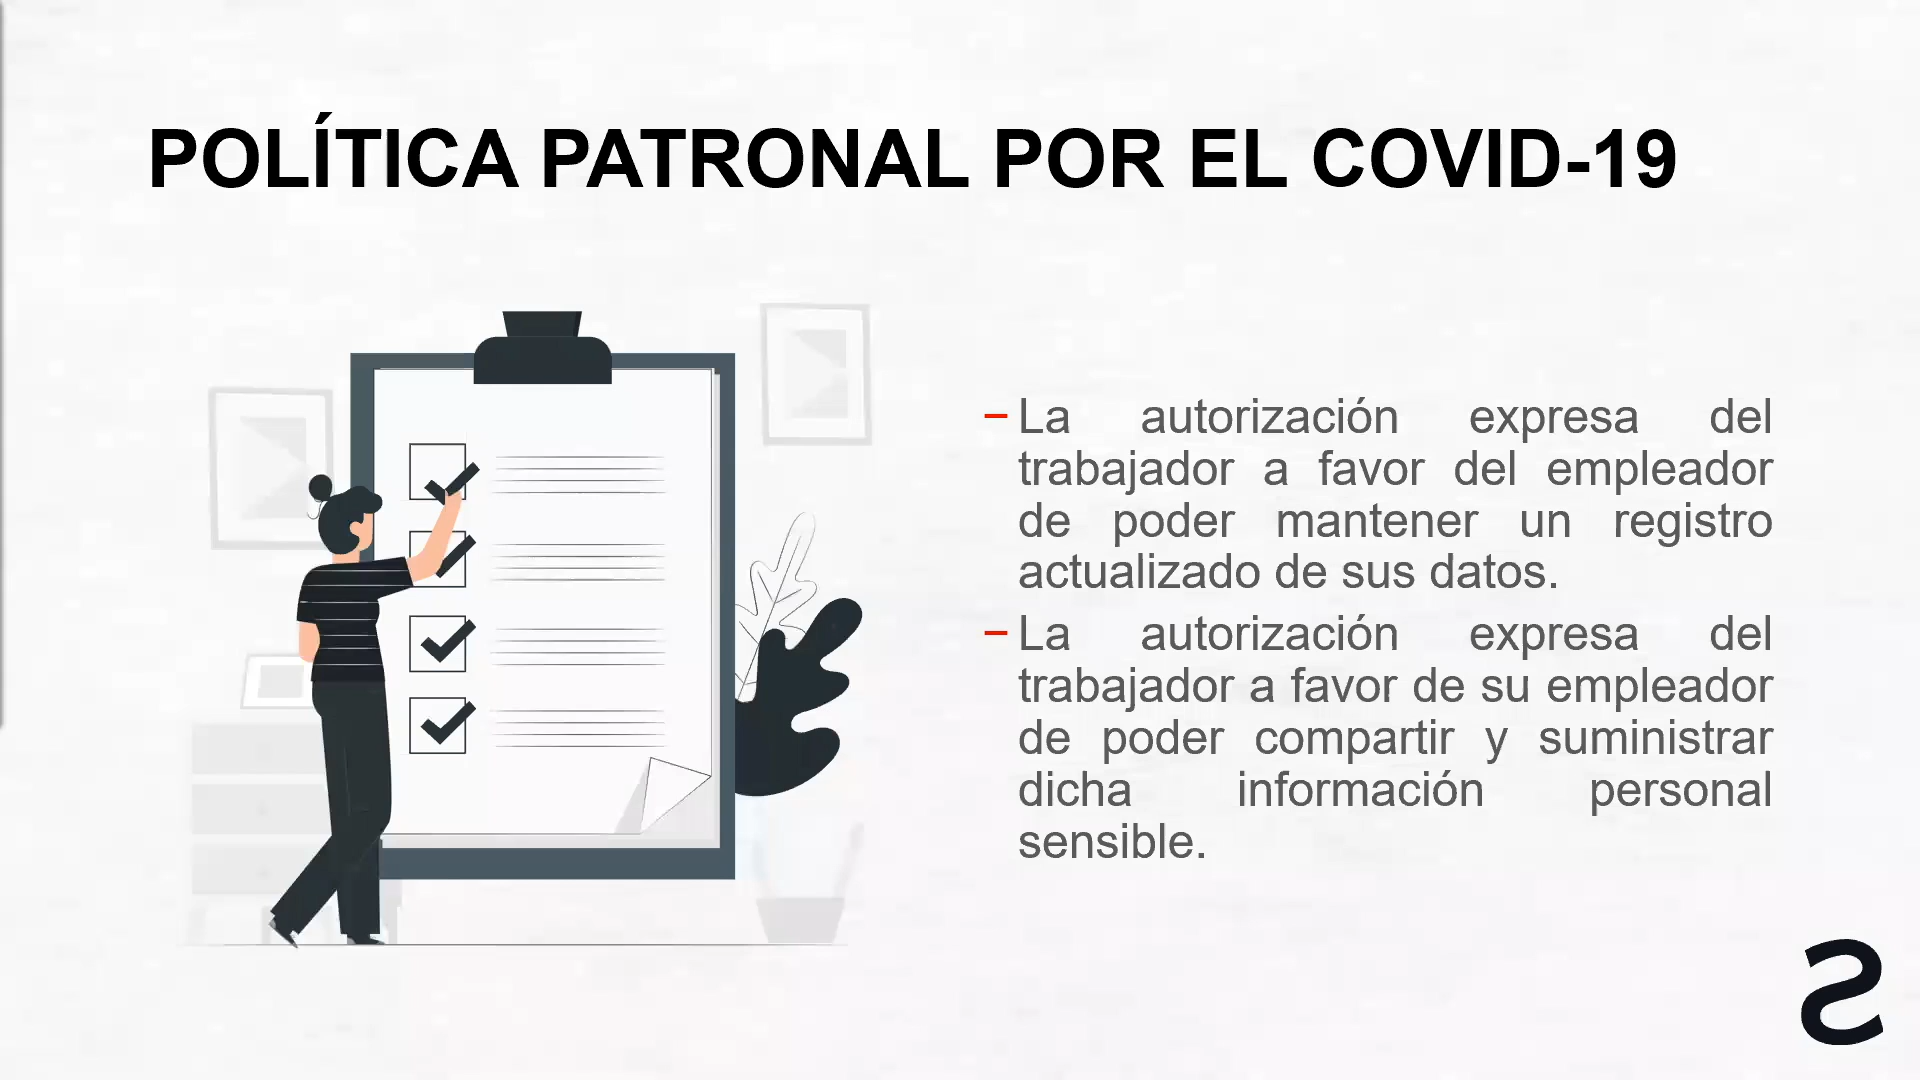 POLÍTICA PATRONAL POR EL COVID-19
– La autorización expresa del
trabajador a favor del empleador
de poder mantener un registro
actualizado de sus datos.
– La autorización expresa del
trabajador a favor de su empleador
de poder compartir y suministrar
dicha información personal
sensible.